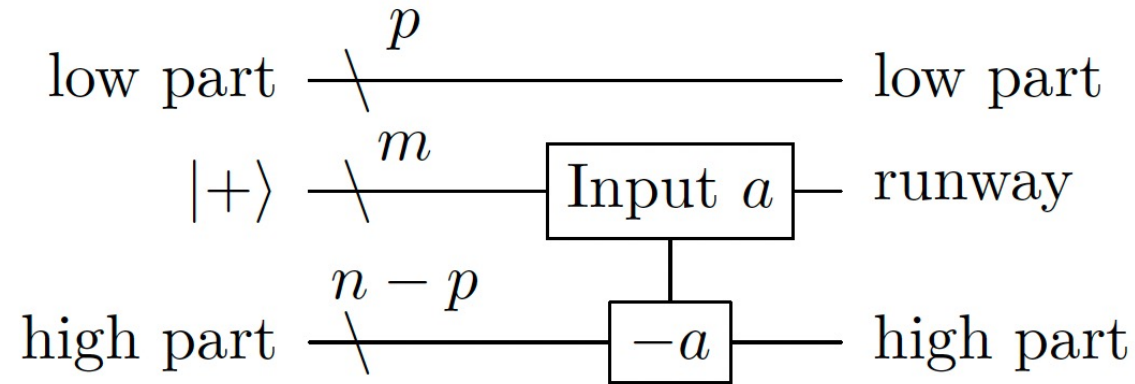 p
low part low part
m
|+⟩ Input a runway
n − p
high part −a high part